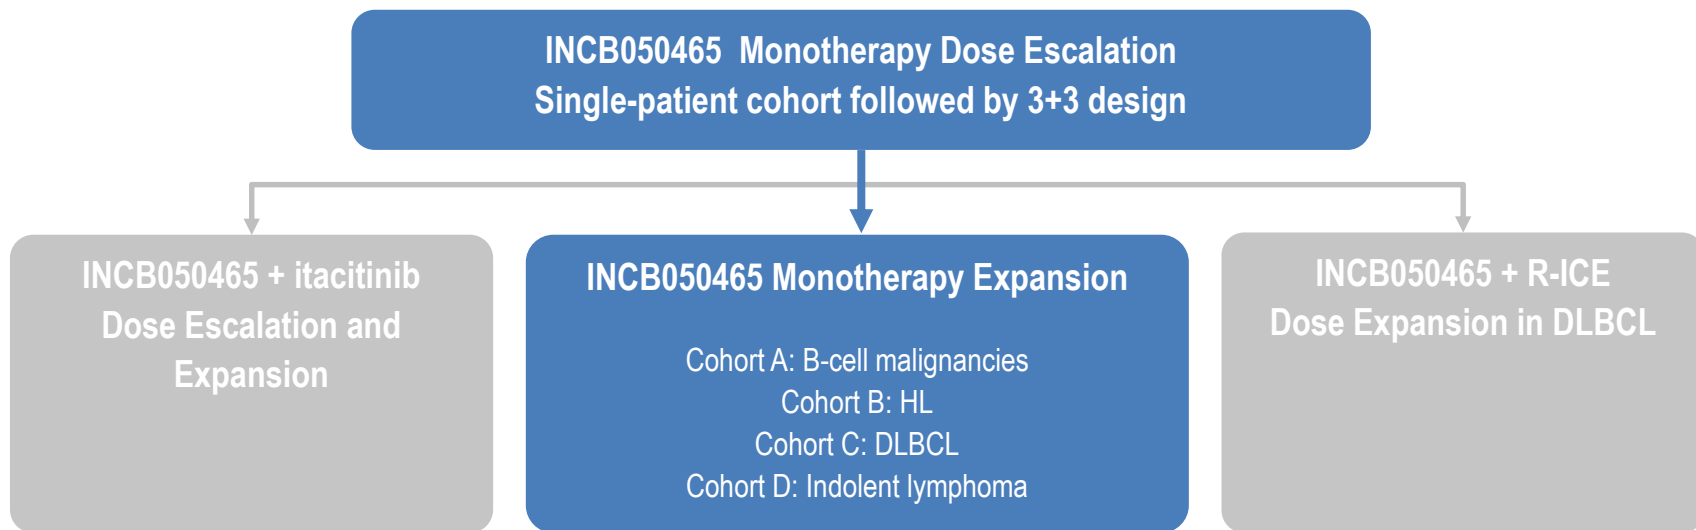 INCB050465 Monotherapy Dose Escalation
Single-patient cohort followed by 3+3 design
INCB050465 + itacitinib
Dose Escalation and
Expansion
INCB050465 Monotherapy Expansion
Cohort A: B-cell malignancies
Cohort B: HL
Cohort C: DLBCL
Cohort D: Indolent lymphoma
INCB050465 + R-ICE
Dose Expansion in DLBCL